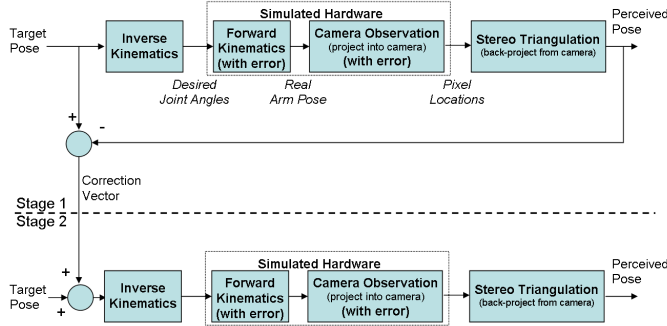 Simulated Hardware
Target
Pose
Inverse
Kinematics
Forward
Kinematics
(with error)
Camera Observation
(project into camera)
(with error)
Stereo Triangulation
(back-project from camera)
Perceived
Pose
Desired
Joint Angles
Real
Arm Pose
Pixel
Locations
+
-
Correction
Vector
Stage 1
Stage 2
Simulated Hardware
Target
Pose
+
+
Inverse
Kinematics
Forward
Kinematics
(with error)
Camera Observation
(project into camera)
(with error)
Stereo Triangulation
(back-project from camera)
Perceived
Pose